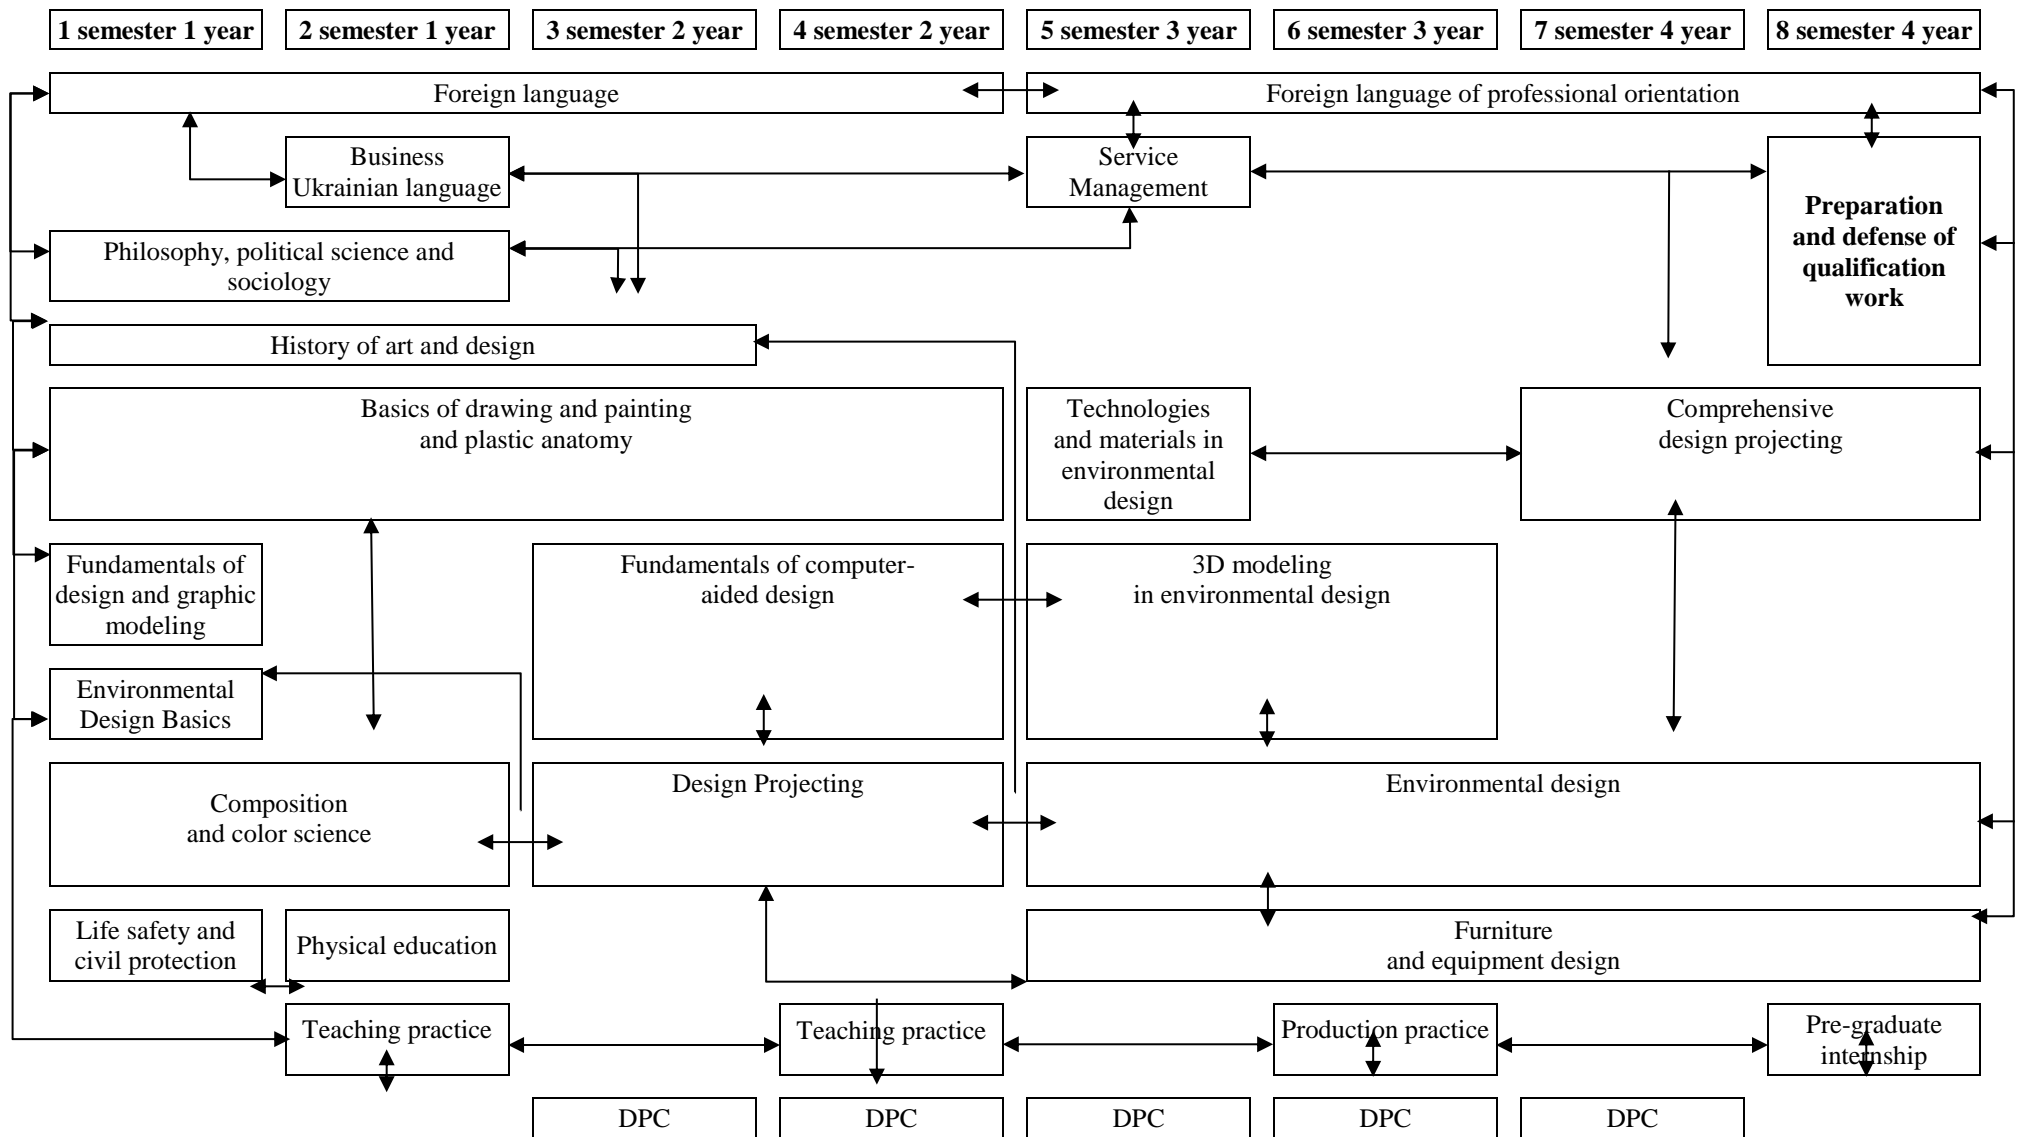 1 semester 1 year
2 semester 1 year
3 semester 2 year
4 semester 2 year
5 semester 3 year
6 semester 3 year
7 semester 4 year
8 semester 4 year
Foreign language
Foreign language of professional orientation
Business
Ukrainian language
Service
Management
Preparation
and defense of
qualification
work
Philosophy, political science and
sociology
History of art and design
Basics of drawing and painting
and plastic anatomy
Technologies
and materials in
environmental
design
Comprehensive
design projecting
Fundamentals of
design and graphic
modeling
Fundamentals of computer-
aided design
3D modeling
in environmental design
Environmental
Design Basics
Composition
and color science
Design Projecting
Environmental design
Life safety and
civil protection
Physical education
Furniture
and equipment design
Teaching practice
Teaching practice
Production practice
Pre-graduate
internship
DPC
DPC
DPC
DPC
DPC